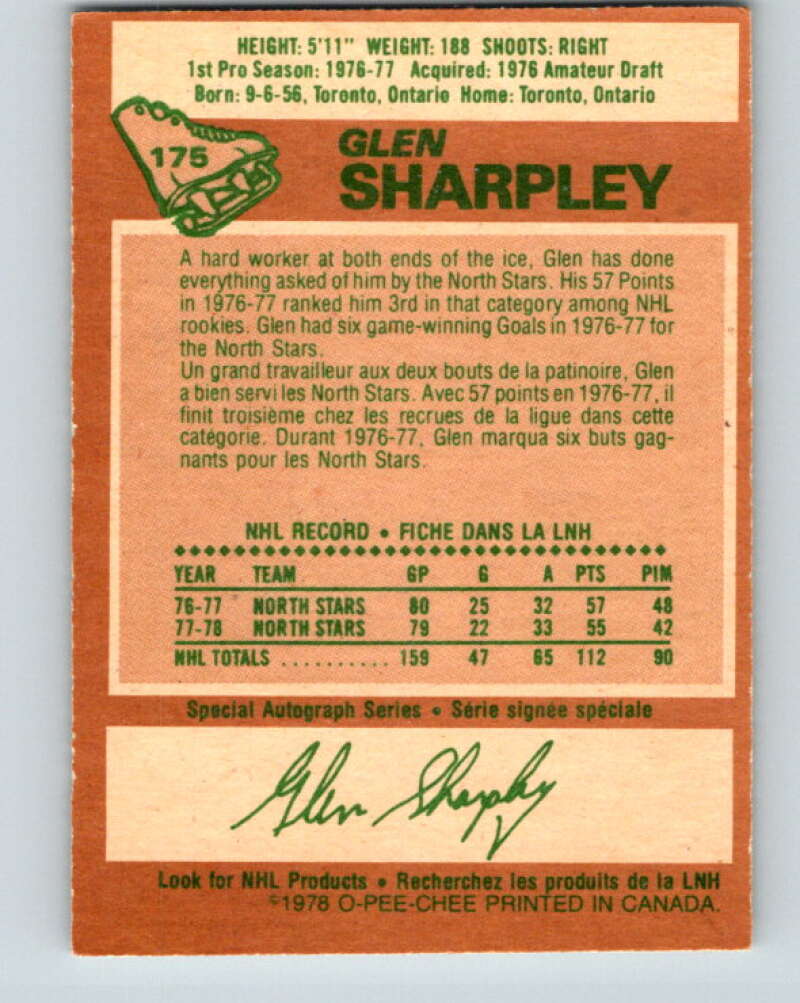 HEIGHT: 5'11" WEIGHT: 188 SHOOTS: RIGHT
1st Pro Season: 1976-77 Acquired: 1976 Amateur Draft
Born: 9-6-56, Toronto, Ontario Home: Toronto, Ontario
175
GLEN
SHARPLEY
A hard worker at both ends of the ice, Glen has done
everything asked of him by the North Stars. His 57 Points
in 1976-77 ranked him 3rd in that category among NHL
rookies. Glen had six game-winning Goals in 1976-77 for
the North Stars.
Un grand travailleur aux deux bouts de la patinoire, Glen
a bien servi les North Stars. Avec 57 points en 1976-77, il
finit troisième chez les recrues de la ligue dans cette
catégorie. Durant 1976-77, Glen marqua six buts gag-
nants pour les North Stars.
NHL RECORD • FICHE DANS LA LNH
YEAR TEAM GP G A PTS PIM
76-77 NORTH STARS 80 25 32 57 48
77-78 NORTH STARS 79 22 33 55 42
NHL TOTALS .......... 159 47 65 112 90
Special Autograph Series • Série signée spéciale
Glen Sharpley
Look for NHL Products • Recherchez les produits de la LNH
©1978 O-PEE-CHEE PRINTED IN CANADA.